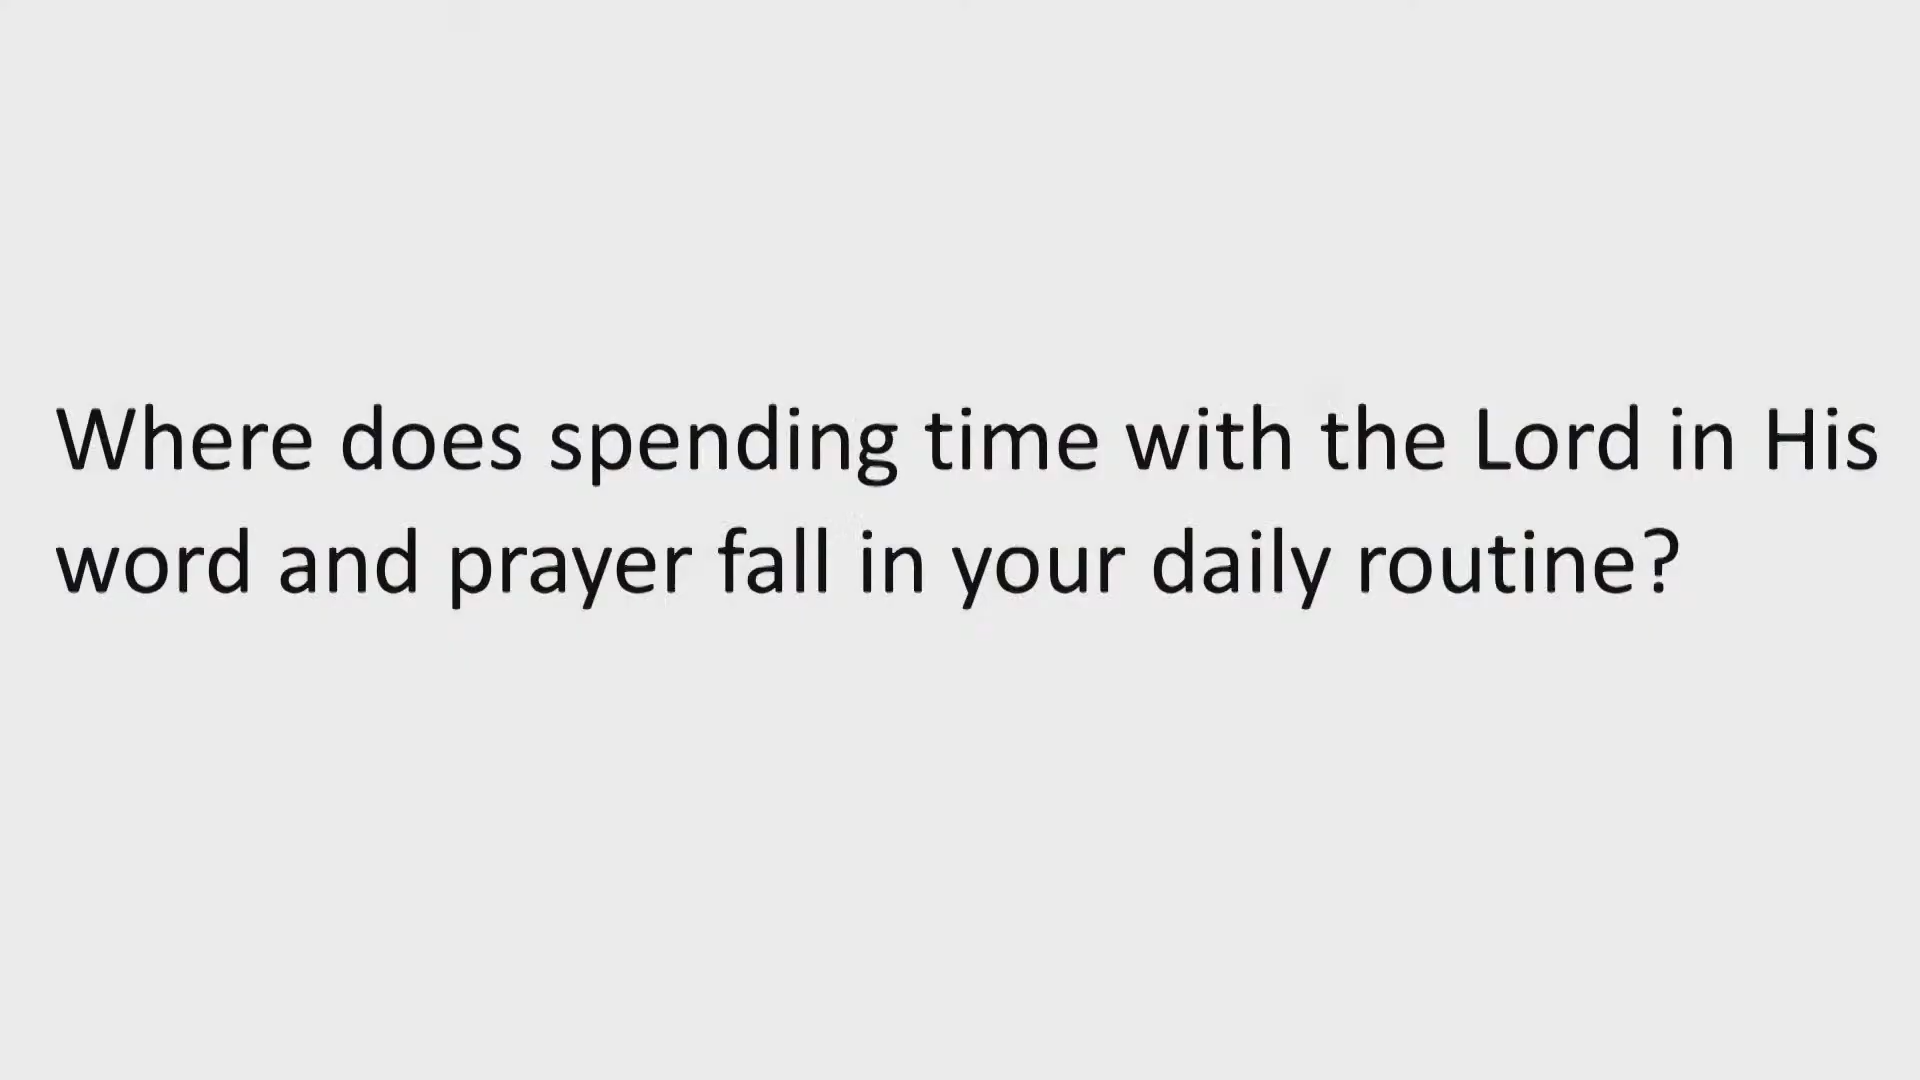 Where does spending time with the Lord in His
word and prayer fall in your daily routine?